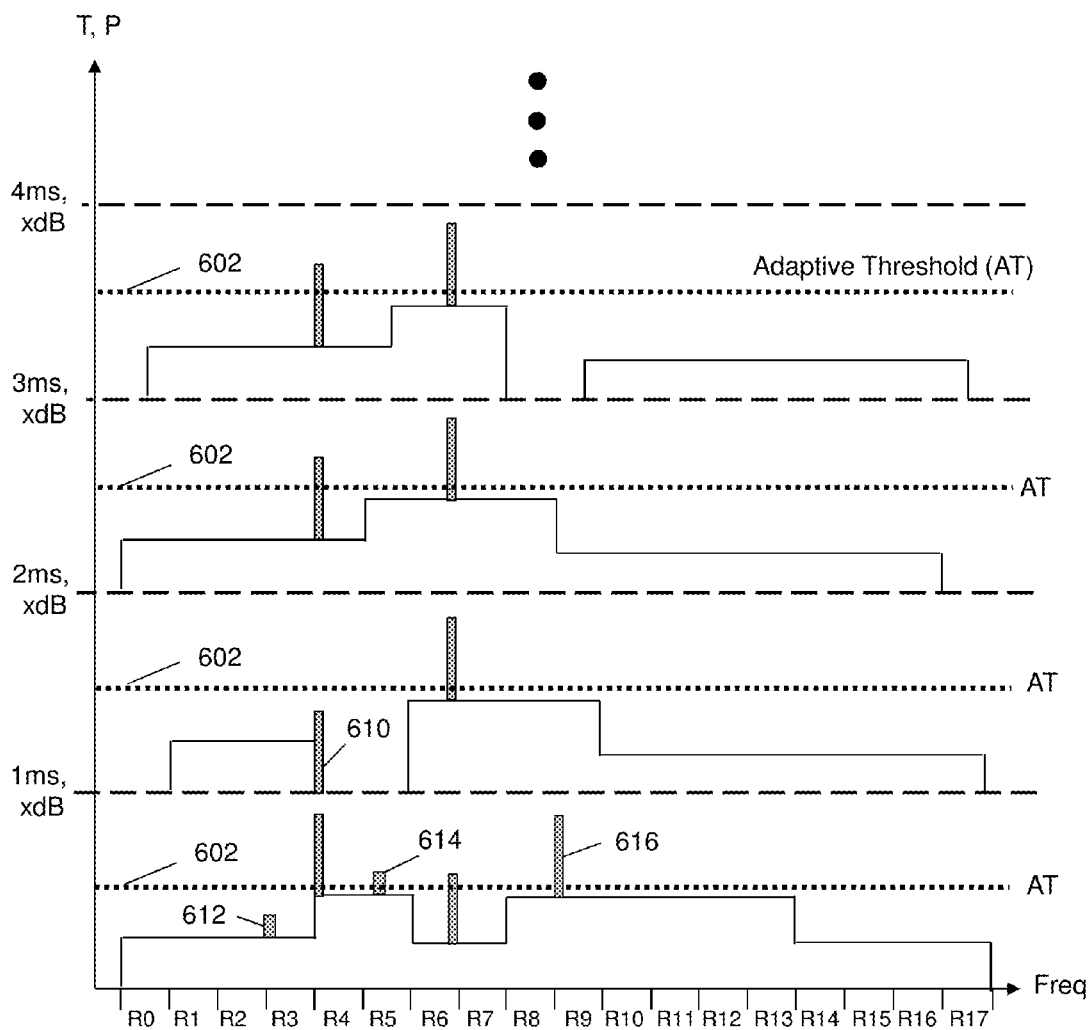 T, P
4ms,
xdB
602
Adaptive Threshold (AT)
3ms,
xdB
602
AT
2ms,
xdB
602
AT
610
1ms,
xdB
602
614
616
AT
612
Freq
R0 R1 R2 R3 R4 R5 R6 R7 R8 R9 R10 R11 R12 R13 R14 R15 R16 R17